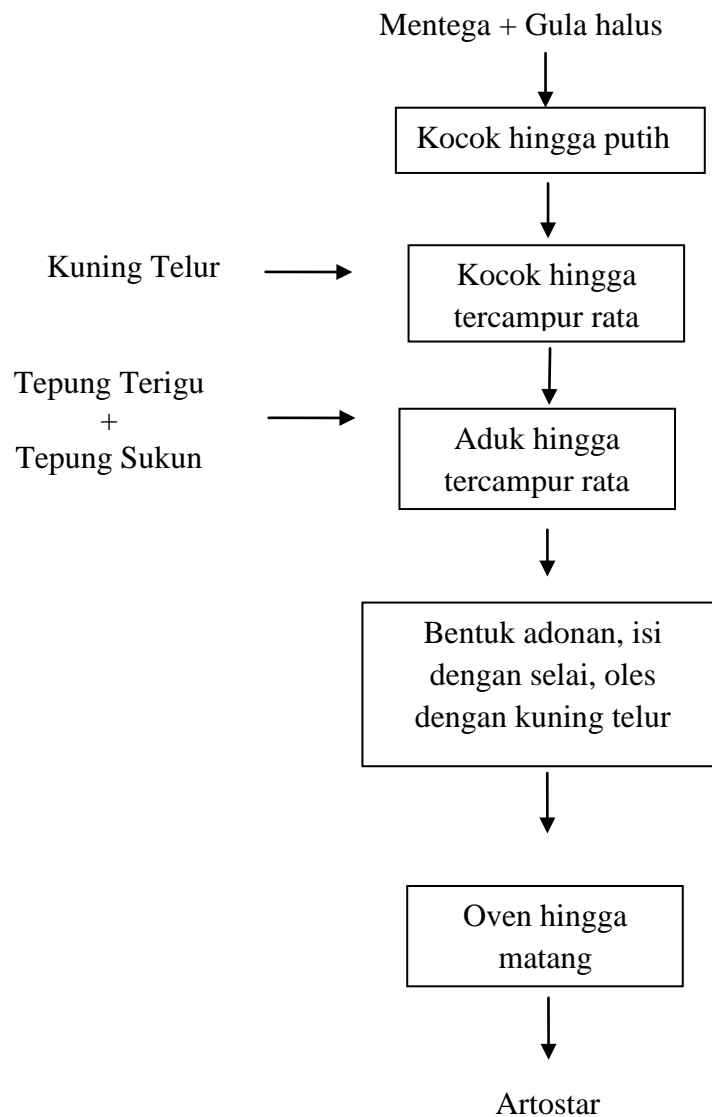 Mentega + Gula halus
Kocok hingga putih
Kuning Telur
Kocok hingga
tercampur rata
Tepung Terigu
+
Tepung Sukun
Aduk hingga
tercampur rata
Bentuk adonan, isi
dengan selai, oles
dengan kuning telur
Oven hingga
matang
Artostar